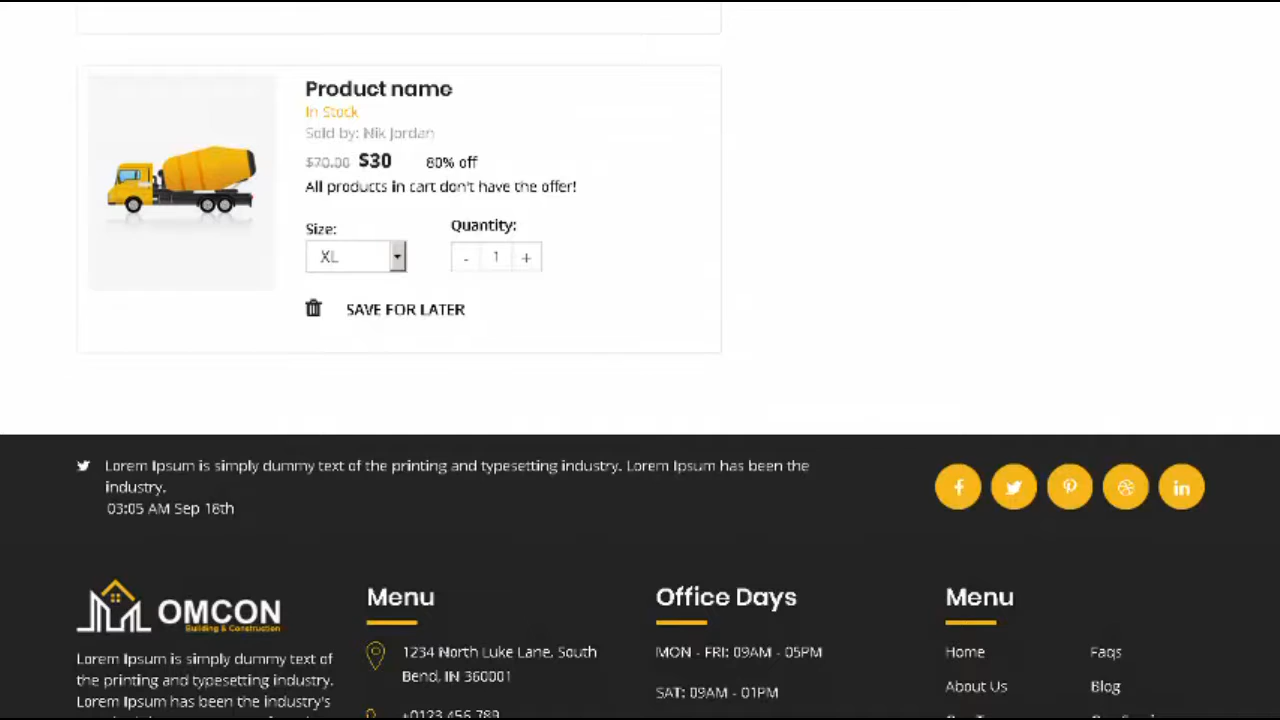 Product name
In Stock
Sold by: Nik Jordan
$70.00 $30 80% off
All products in cart don't have the offer!
Size:
Quantity:
XL
- 1 +
SAVE FOR LATER
Lorem Ipsum is simply dummy text of the printing and typesetting industry. Lorem Ipsum has been the
industry.
03:05 AM Sep 18th
OMCON
Building & Construction
Lorem Ipsum is simply dummy text of
the printing and typesetting industry.
Lorem Ipsum has been the industry's
Menu
1234 North Luke Lane, South
Bend, IN 360001
+0123 456 789
Office Days
MON - FRI: 09AM - 05PM
SAT: 09AM - 01PM
Menu
Home
Faqs
About Us
Blog